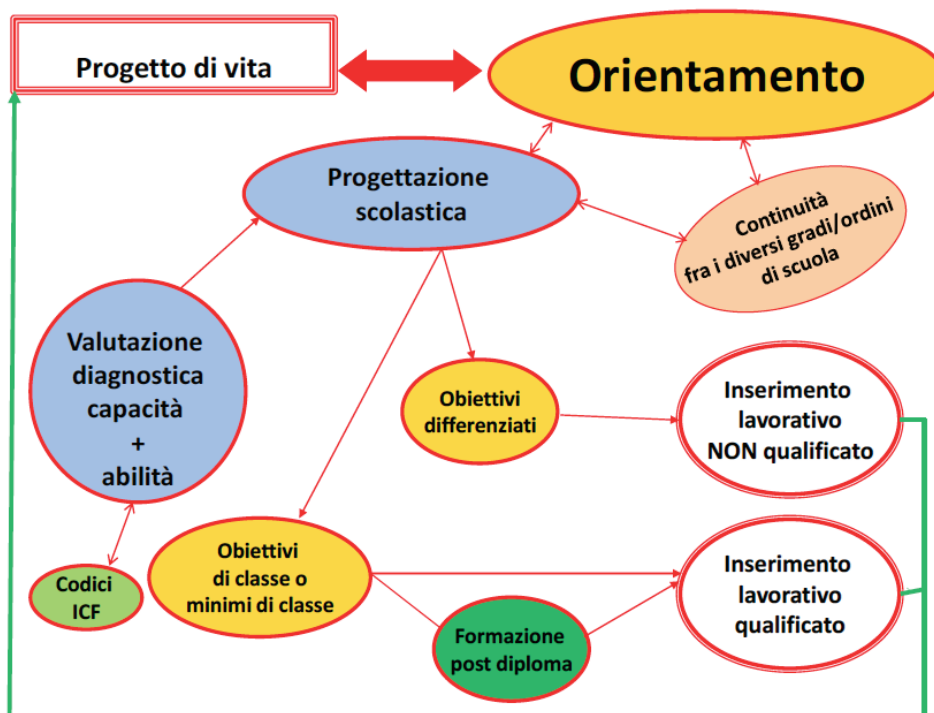 Progetto di vita
Orientamento
Progettazione
scolastica
Continuità
fra i diversi gradi/ordini
di scuola
Valutazione
diagnostica
capacità
+
abilità
Obiettivi
differenziati
Inserimento
lavorativo
NON qualificato
Codici
ICF
Obiettivi
di classe o
minimi di classe
Formazione
post diploma
Inserimento
lavorativo
qualificato